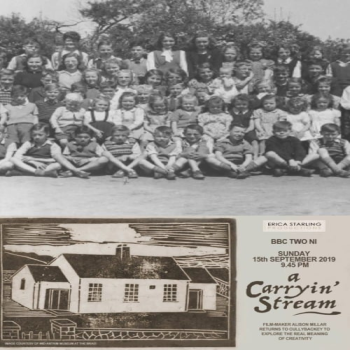 ERICA STARLING
BBC TWO NI
SUNDAY
15th SEPTEMBER 2019
9.45 PM
a
Carryin'
Stream
FILM-MAKER ALISON MILLAR
RETURNS TO CULLYBACKEY TO
EXPLORE THE REAL MEANING
OF CREATIVITY